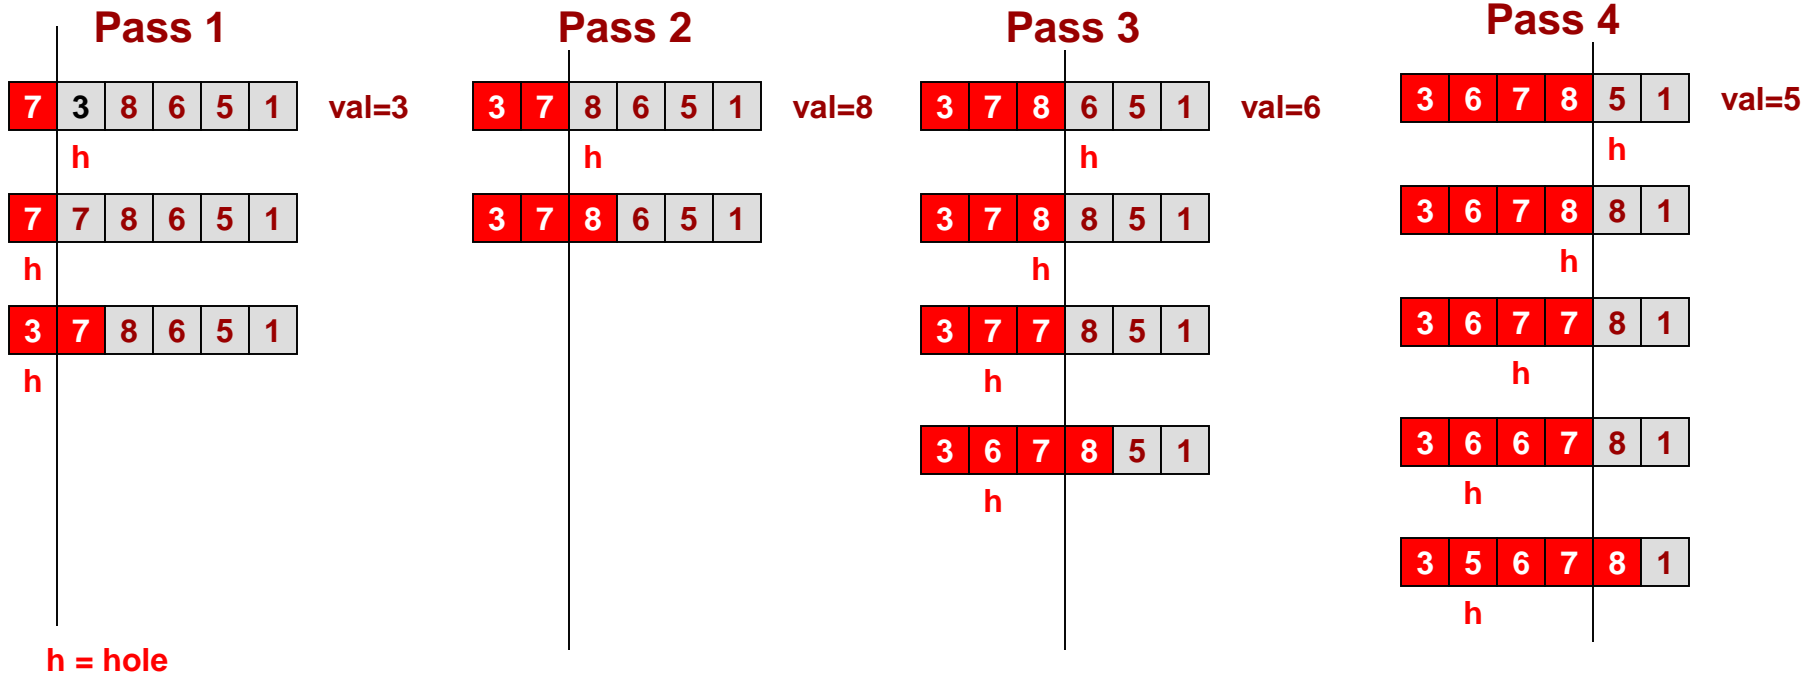 Pass 1
7 3 8 6 5 1 val=3
h
7 7 8 6 5 1
h
3 7 8 6 5 1
h
h = hole
Pass 2
3 7 8 6 5 1 val=8
h
3 7 8 6 5 1
Pass 3
3 7 8 6 5 1 val=6
h
3 7 8 8 5 1
h
3 7 7 8 5 1
h
3 6 7 8 5 1
h
Pass 4
3 6 7 8 5 1 val=5
h
3 6 7 8 8 1
h
3 6 7 7 8 1
h
3 6 6 7 8 1
h
3 5 6 7 8 1
h